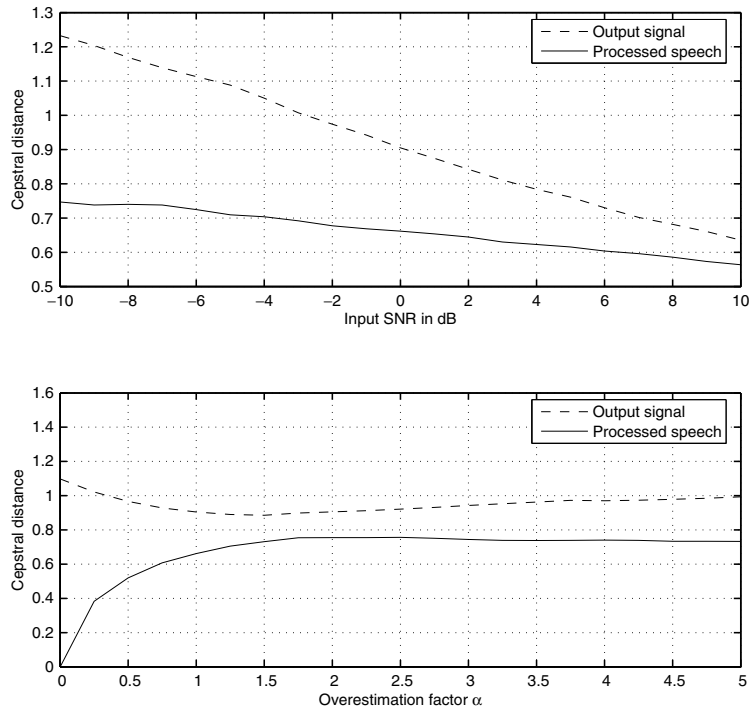 1.3
1.2
1.1
1
0.9
0.8
0.7
0.6
0.5
Cepstral distance
Output signal
Processed speech
−10 −8 −6 −4 −2 0 2 4 6 8 10
Input SNR in dB
1.6
1.4
1.2
1
0.8
0.6
0.4
0.2
0
Cepstral distance
Output signal
Processed speech
0 0.5 1 1.5 2 2.5 3 3.5 4 4.5 5
Overestimation factor α